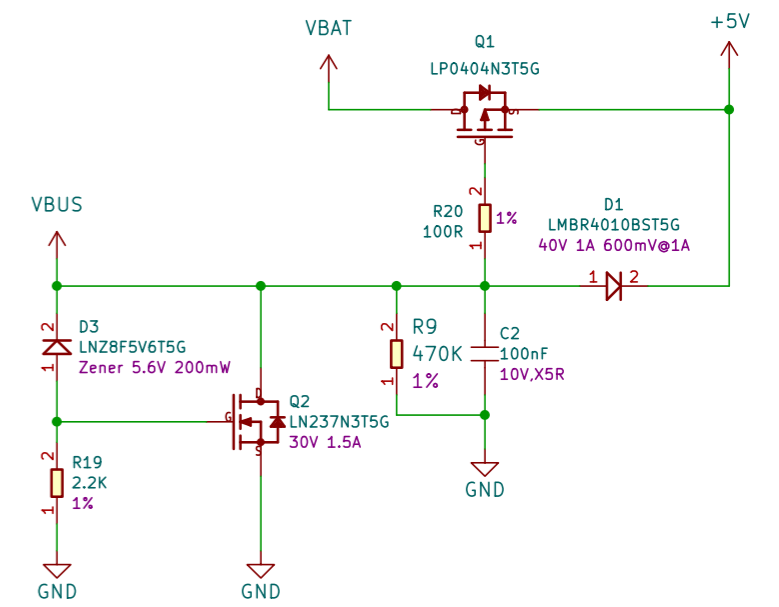 VBAT
+5V
Q1
LP0404N3T5G
D
S
G
2
R20
100R
1%
1
D1
LMBR4010BST5G
40V 1A 600mV@1A
1
2
VBUS
2
D3
LNZ8F5V6T5G
Zener 5.6V 200mW
1
2
R9
470K
1%
1
C2
100nF
10V,X5R
D
G
S
Q2
LN237N3T5G
30V 1.5A
2
R19
2.2K
1%
1
GND
GND
GND